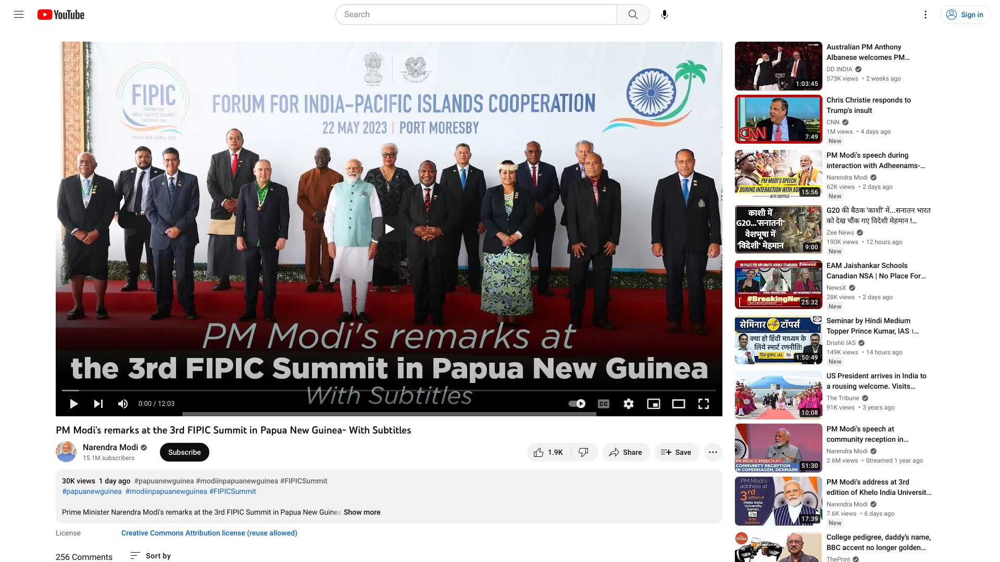 YouTube
Search
Sign in
FIPIC
FORUM FOR
INDIA-PACIFIC ISLANDS
COOPERATION
PAPUA NEW GUINEA 2023
PAPUA NEW GUINEA
FORUM FOR INDIA-PACIFIC ISLANDS COOPERATION
22 MAY 2023 | PORT MORESBY
PM Modi's remarks at
the 3rd FIPIC Summit in Papua New Guinea
With Subtitles
0:00 / 12:03
CC
PM Modi's remarks at the 3rd FIPIC Summit in Papua New Guinea- With Subtitles
Narendra Modi
15.1M subscribers
Subscribe
1.9K
Share
Save
30K views 1 day ago #papuanewguinea #modiinpapuanewguinea #FIPICSummit
#papuanewguinea #modiinpapuanewguinea #FIPICSummit
Prime Minister Narendra Modi's remarks at the 3rd FIPIC Summit in Papua New Guinea Show more
License
Creative Commons Attribution license (reuse allowed)
256 Comments
Sort by
1:03:45
Australian PM Anthony
Albanese welcomes PM…
DD INDIA
573K views • 2 weeks ago
CNN
7:49
Chris Christie responds to
Trump's insult
CNN
1M views • 4 days ago
New
PM MODI'S SPEECH
DURING INTERACTION WITH
WITH SUBTITLES
15:56
PM Modi's speech during
interaction with Adheenams-…
Narendra Modi
62K views • 2 days ago
New
काशी में
G20...'सनातनी'
वेशभूषा में
'विदेशी' मेहमान
9:00
G20 की बैठक 'काशी' में...सनातन भारत
को देख चौंक गए विदेशी मेहमान !…
Zee News
190K views • 12 hours ago
New
NO PLACE FOR DIPLOMATIC DOUBLE STANDARDS
newsx
EXECUTIVE EDITOR
#BreakingNew
BIG DEVELOPMENT
25:32
EAM Jaishankar Schools
Canadian NSA | No Place For…
NewsX
28K views • 2 days ago
New
सेमिनार with टॉपर्स
क्या हो हिंदी माध्यम के
लिये स्मार्ट रणनीति!
प्रिंस कुमार, IAS
1:50:49
Seminar by Hindi Medium
Topper Prince Kumar, IAS ।…
Drishti IAS
149K views • 14 hours ago
New
10:08
US President arrives in India to
a rousing welcome. Visits…
The Tribune
91K views • 3 years ago
PM MODI'S SPEECH AT
COMMUNITY RECEPTION
IN COPENHAGEN, DENMARK
51:30
PM Modi's speech at
community reception in…
Narendra Modi
2.6M views • Streamed 1 year ago
PM Modi's
address at
3rd
edition of
Khelo India
University
Games
With
Subtitles
17:39
PM Modi's address at 3rd
edition of Khelo India Universit…
Narendra Modi
7.6K views • 6 days ago
New
The Print
College pedigree, daddy's name,
BBC accent no longer golden…
ThePrint